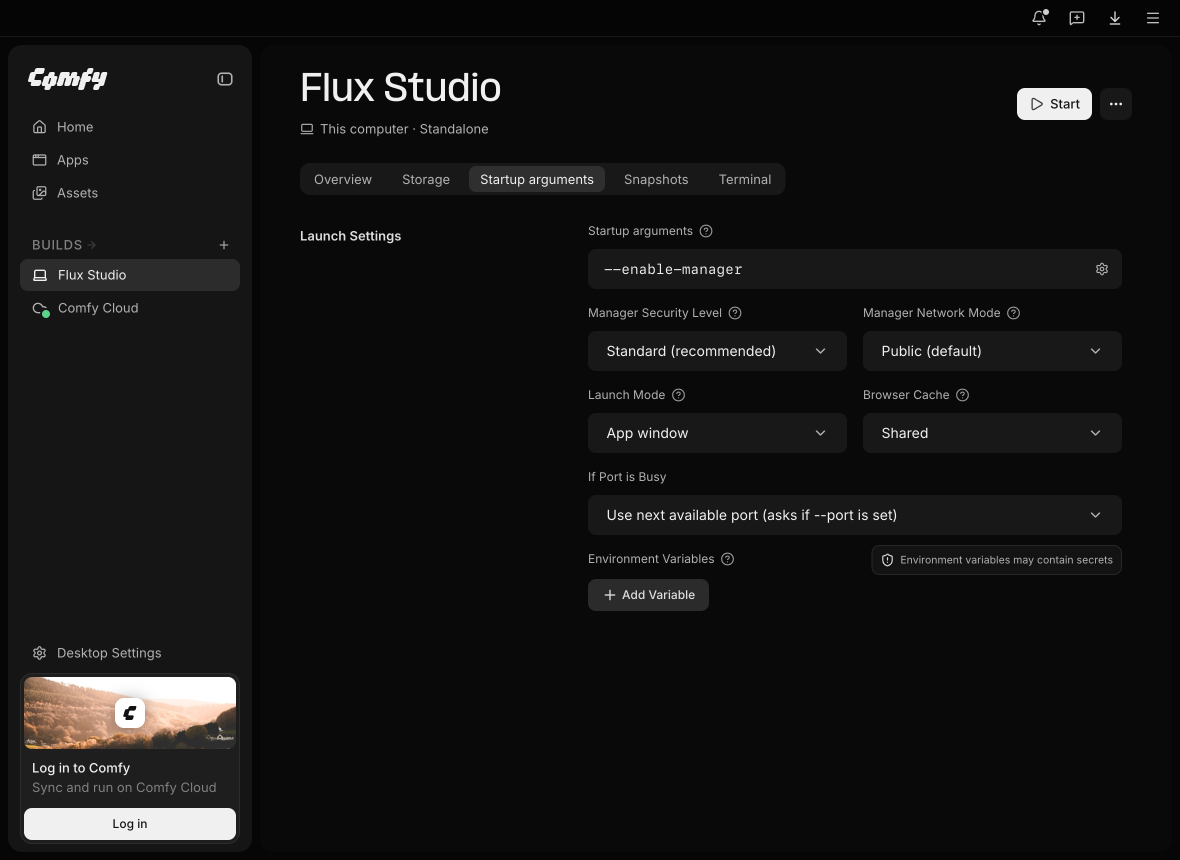 Comfy
Home
Apps
Assets
BUILDS
Flux Studio
Comfy Cloud
Desktop Settings
Log in to Comfy
Sync and run on Comfy Cloud
Log in
Flux Studio
This computer · Standalone
Start
Overview
Storage
Startup arguments
Snapshots
Terminal
Launch Settings
Startup arguments
--enable-manager
Manager Security Level
Manager Network Mode
Standard (recommended)
Public (default)
Launch Mode
Browser Cache
App window
Shared
If Port is Busy
Use next available port (asks if --port is set)
Environment Variables
Environment variables may contain secrets
Add Variable